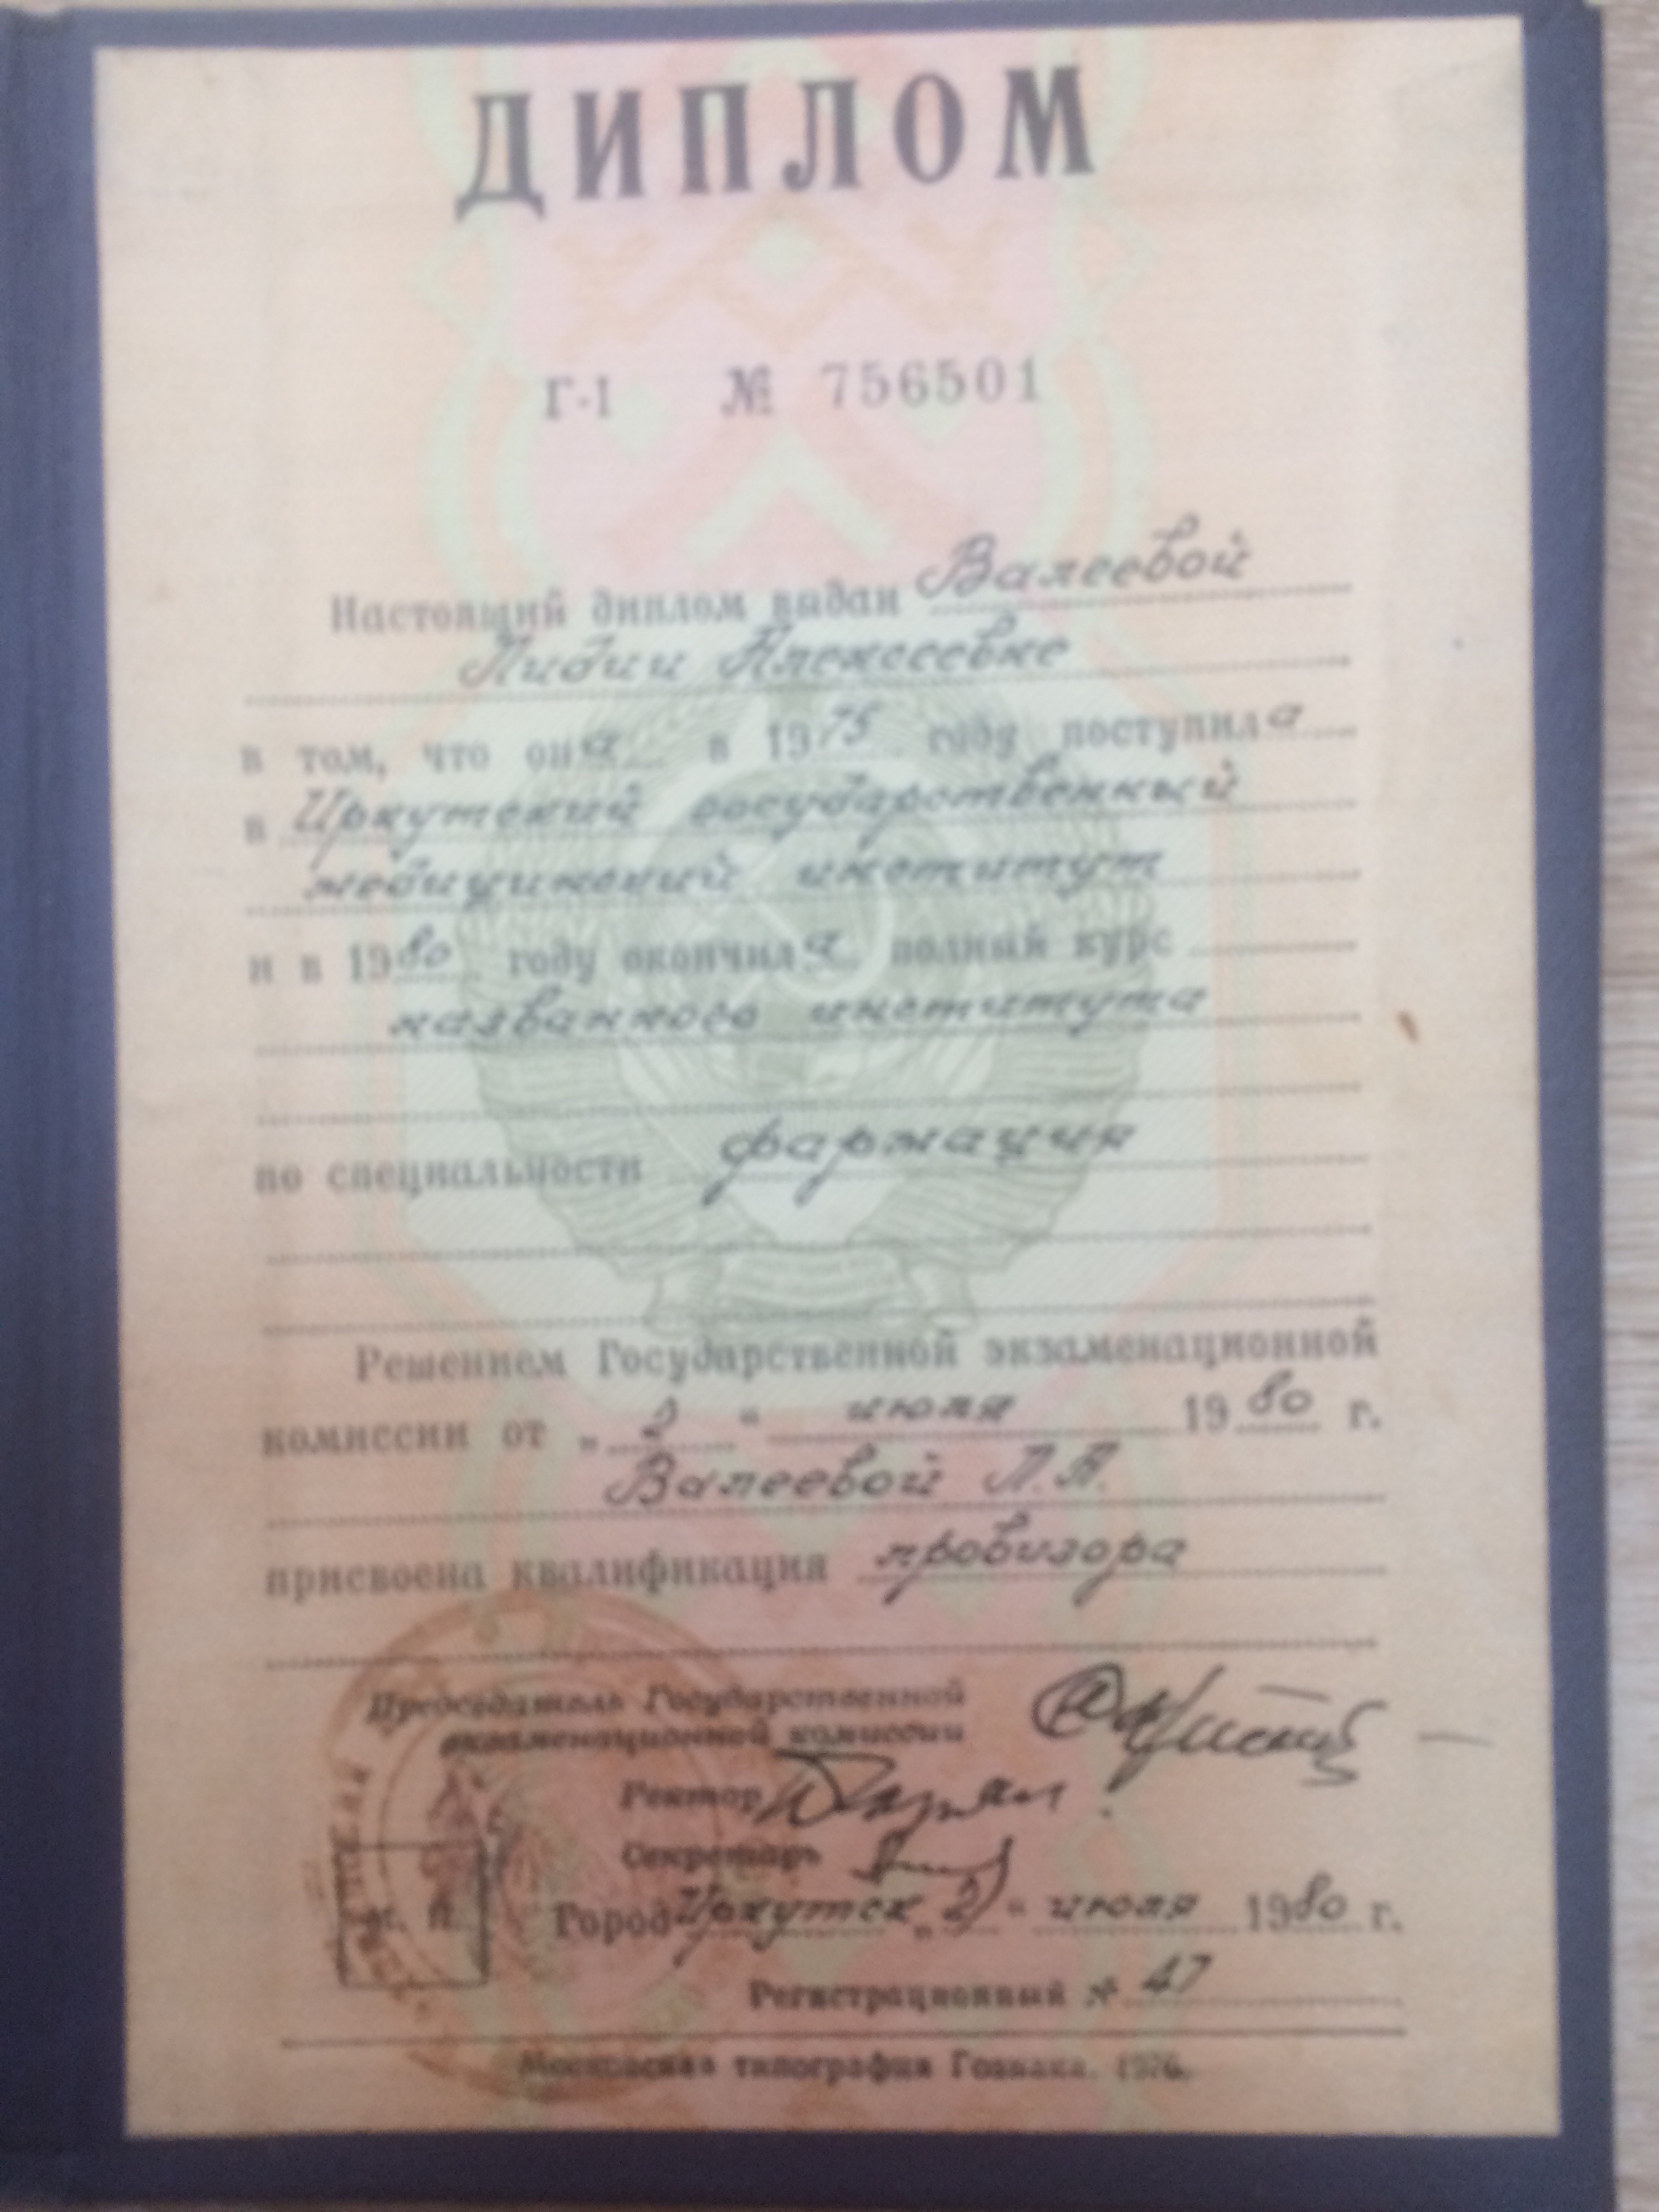 ДИПЛОМ
Г-I № 756501
Настоящий диплом выдан Валеевой
Лидии Алексеевне
в том, что она в 1975 году поступила
в Иркутский государственный
медицинский институт
и в 1980 году окончила полный курс
названного института
по специальности фармация
Решением Государственной экзаменационной
комиссии от „2“ июля 1980 г.
Валеевой Л.А.
присвоена квалификация провизора
Председатель Государственной
экзаменационной комиссии
Ректор
Секретарь
М. П.
Город Иркутск „2“ июля 1980 г.
Регистрационный № 47
Московская типография Гознака. 1976.